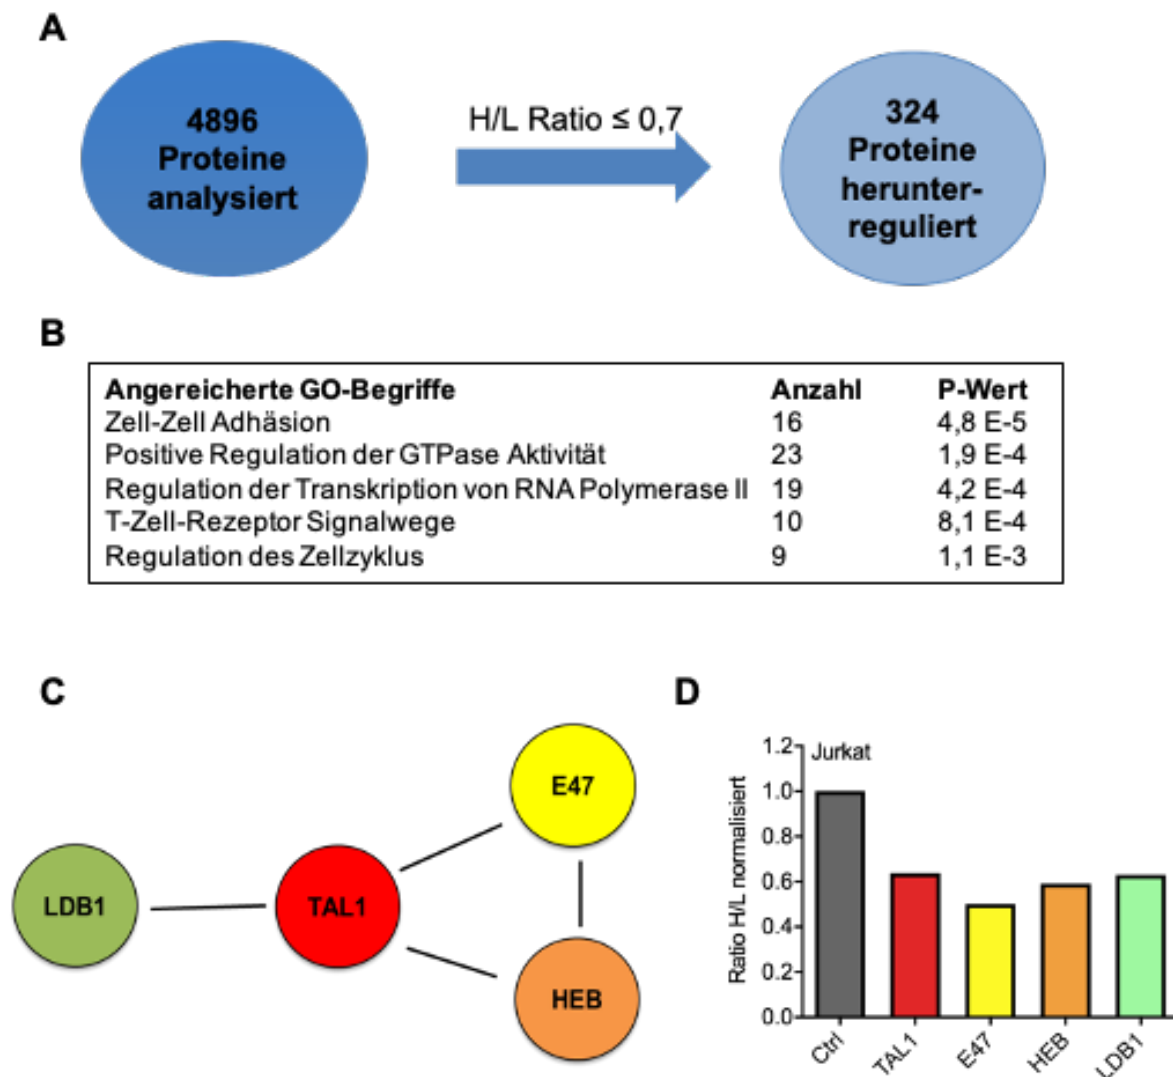 A
4896
Proteine
analysiert
H/L Ratio ≤ 0,7
324
Proteine
herunter-
reguliert
B
Angereicherte GO-Begriffe Anzahl P-Wert
Zell-Zell Adhäsion 16 4,8 E-5
Positive Regulation der GTPase Aktivität 23 1,9 E-4
Regulation der Transkription von RNA Polymerase II 19 4,2 E-4
T-Zell-Rezeptor Signalwege 10 8,1 E-4
Regulation des Zellzyklus 9 1,1 E-3
C
E47
LDB1
TAL1
HEB
D
Jurkat
Ratio H/L normalisiert
1.2
1.0
0.8
0.6
0.4
0.2
0.0
Ctrl
TAL1
E47
HEB
LDB1